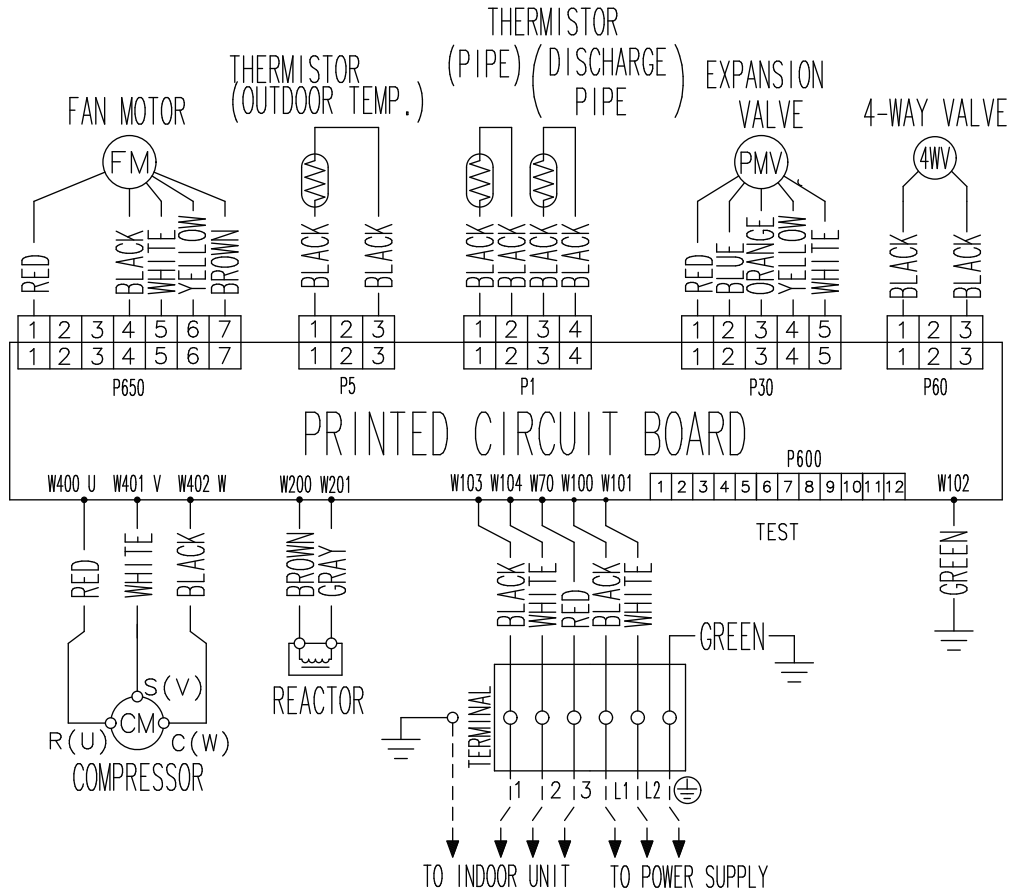 THERMISTOR
(PIPE) (DISCHARGE PIPE)
THERMISTOR
(OUTDOOR TEMP.)
EXPANSION
VALVE
FAN MOTOR
4-WAY VALVE
FM
PMV
4WV
RED BLACK WHITE YELLOW BROWN
BLACK BLACK
BLACK BLACK BLACK BLACK
RED BLUE ORANGE YELLOW WHITE
BLACK BLACK
1 2 3 4 5 6 7
1 2 3
1 2 3 4
1 2 3 4 5
1 2 3
1 2 3 4 5 6 7
1 2 3
1 2 3 4
1 2 3 4 5
1 2 3
P650
P5
P1
P30
P60
PRINTED CIRCUIT BOARD
P600
W400 U W401 V W402 W
W200 W201
W103 W104 W70 W100 W101
1 2 3 4 5 6 7 8 9 10 11 12
W102
TEST
RED WHITE BLACK
BROWN GRAY
BLACK WHITE RED BLACK WHITE
GREEN
GREEN
S(V)
CM
R(U)
C(W)
COMPRESSOR
REACTOR
TERMINAL
1 2 3 L1 L2
TO INDOOR UNIT
TO POWER SUPPLY